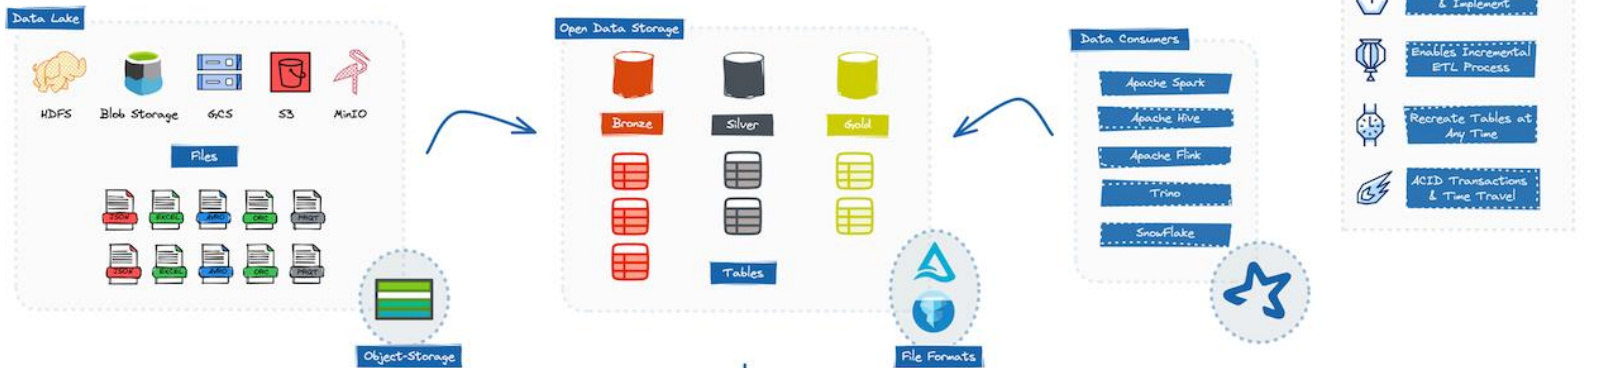 Data Lake
HDFS
Blob Storage
GCS
S3
MinIO
Files
JSON
EXCEL
AVRO
ORC
PRQT
JSON
EXCEL
AVRO
ORC
PRQT
Object-Storage
Open Data Storage
Bronze
Silver
Gold
Tables
File Formats
Data Consumers
Apache Spark
Apache Hive
Apache Flink
Trino
SnowFlake
& Implement
Enables Incremental
ETL Process
Recreate Tables at
Any Time
ACID Transactions
& Time Travel